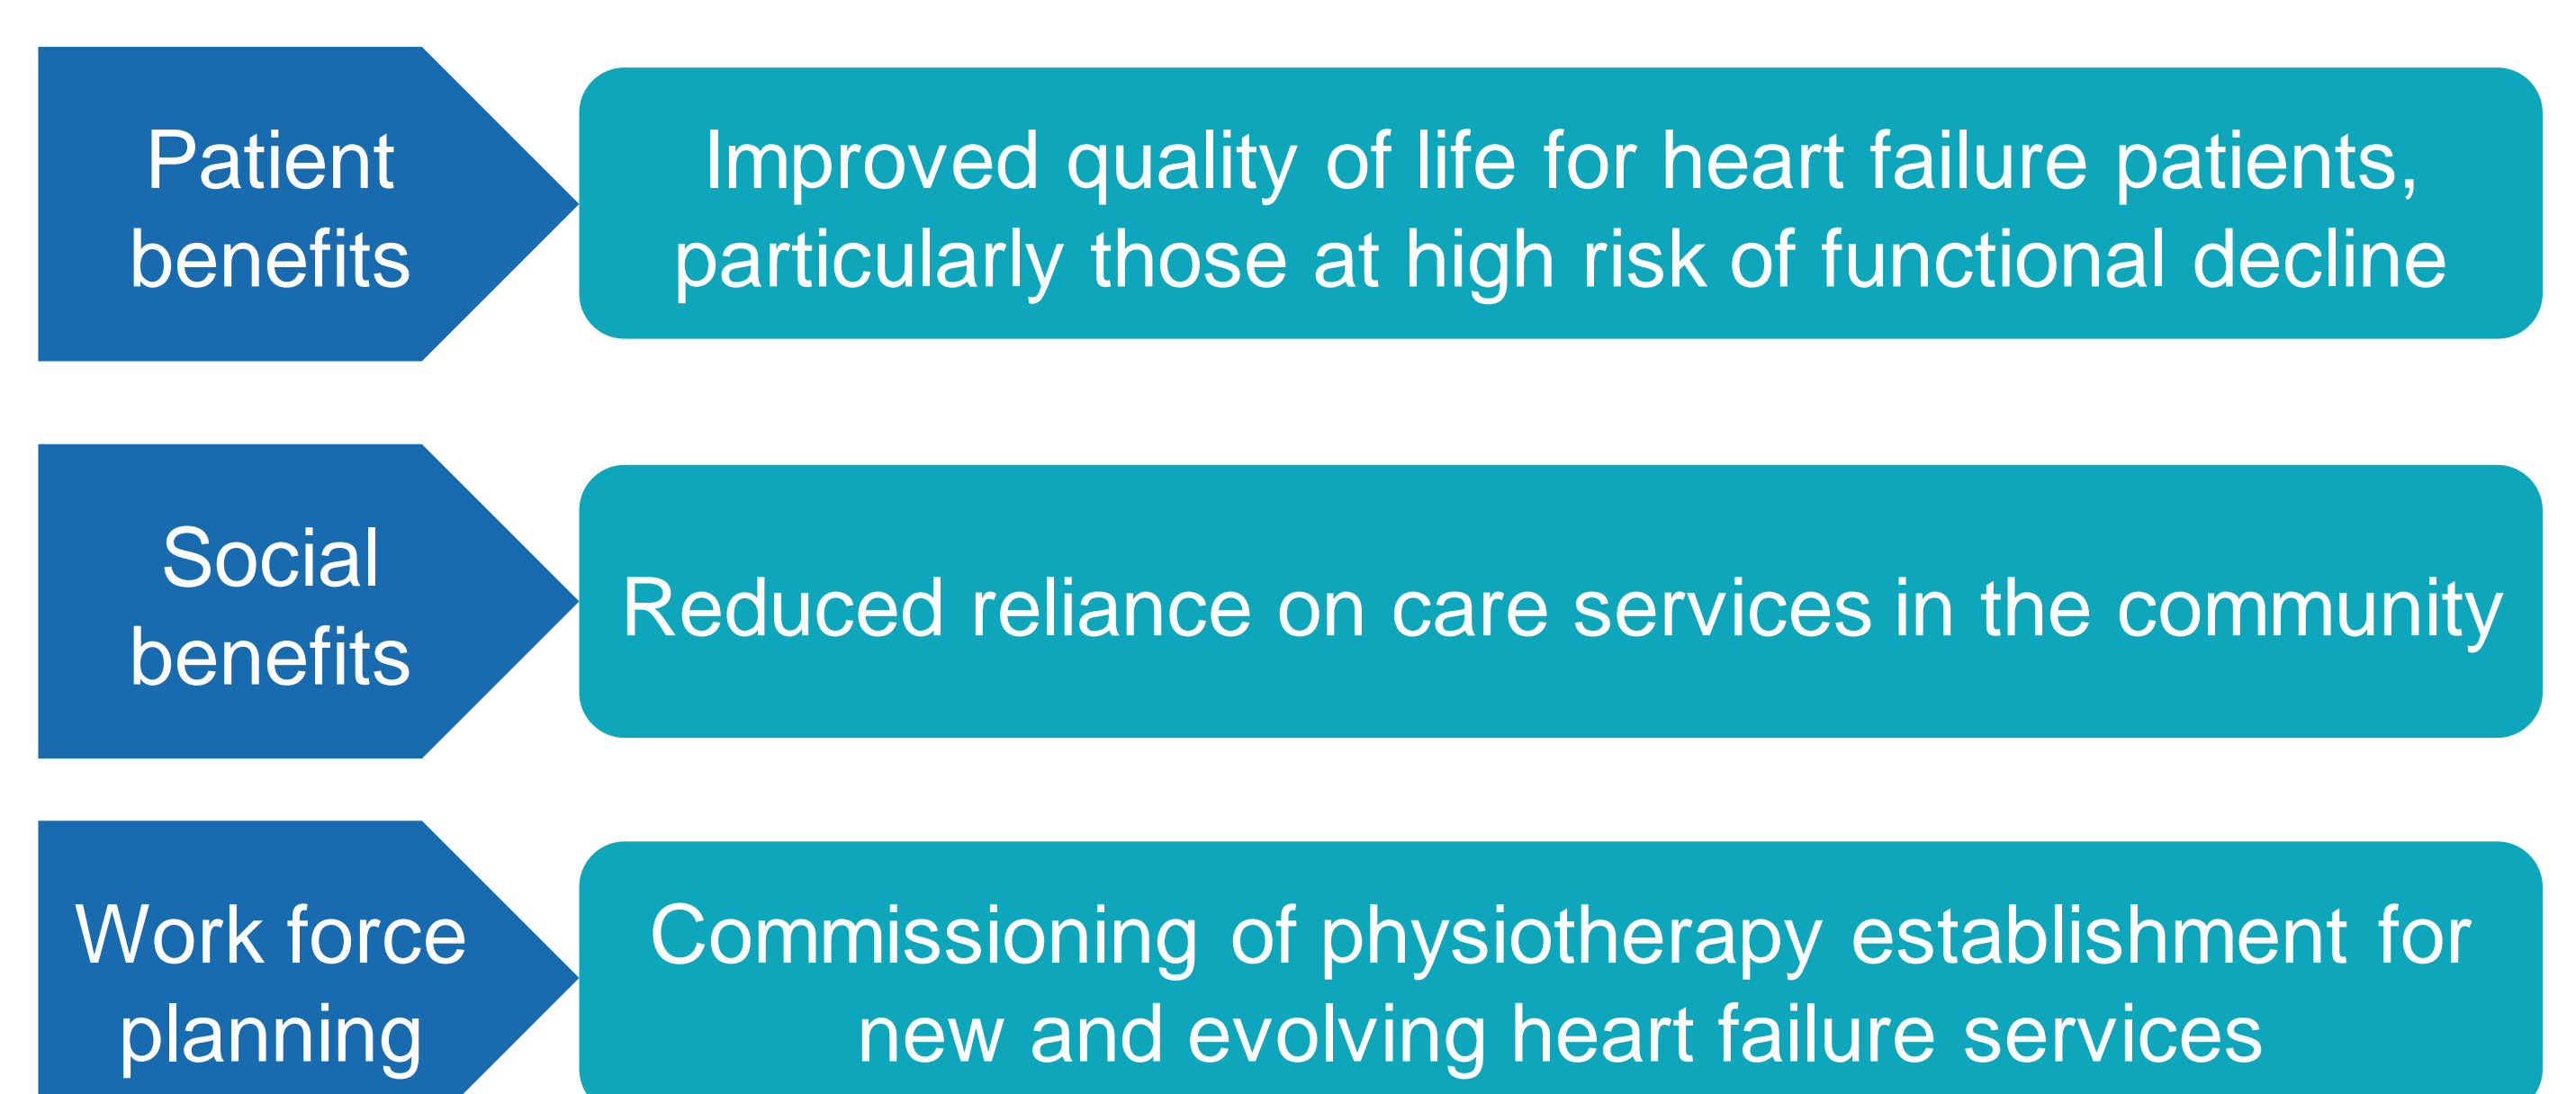 Patient
benefits
Improved quality of life for heart failure patients,
particularly those at high risk of functional decline
Social
benefits
Reduced reliance on care services in the community
Work force
planning
Commissioning of physiotherapy establishment for
new and evolving heart failure services